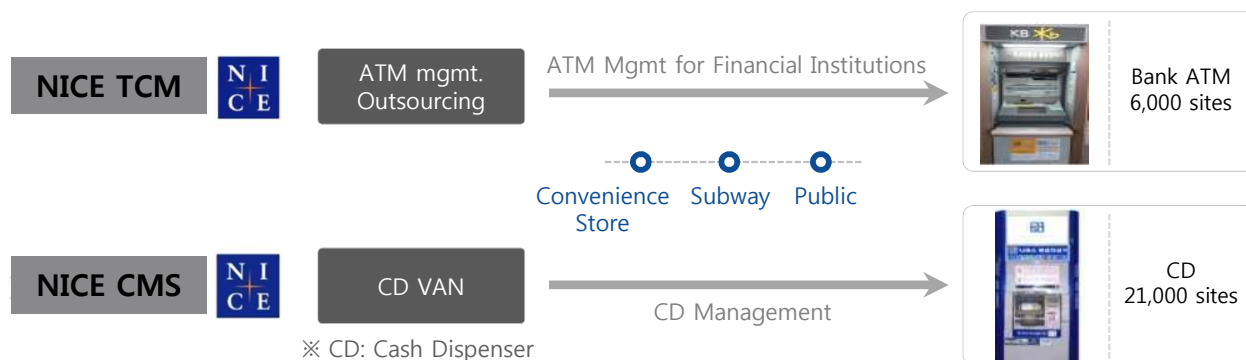 NICE TCM
N I
C E
ATM mgmt.
Outsourcing
ATM Mgmt for Financial Institutions
KB
Bank ATM
6,000 sites
Convenience
Store
Subway
Public
NICE CMS
N I
C E
CD VAN
CD Management
CD
21,000 sites
※ CD: Cash Dispenser